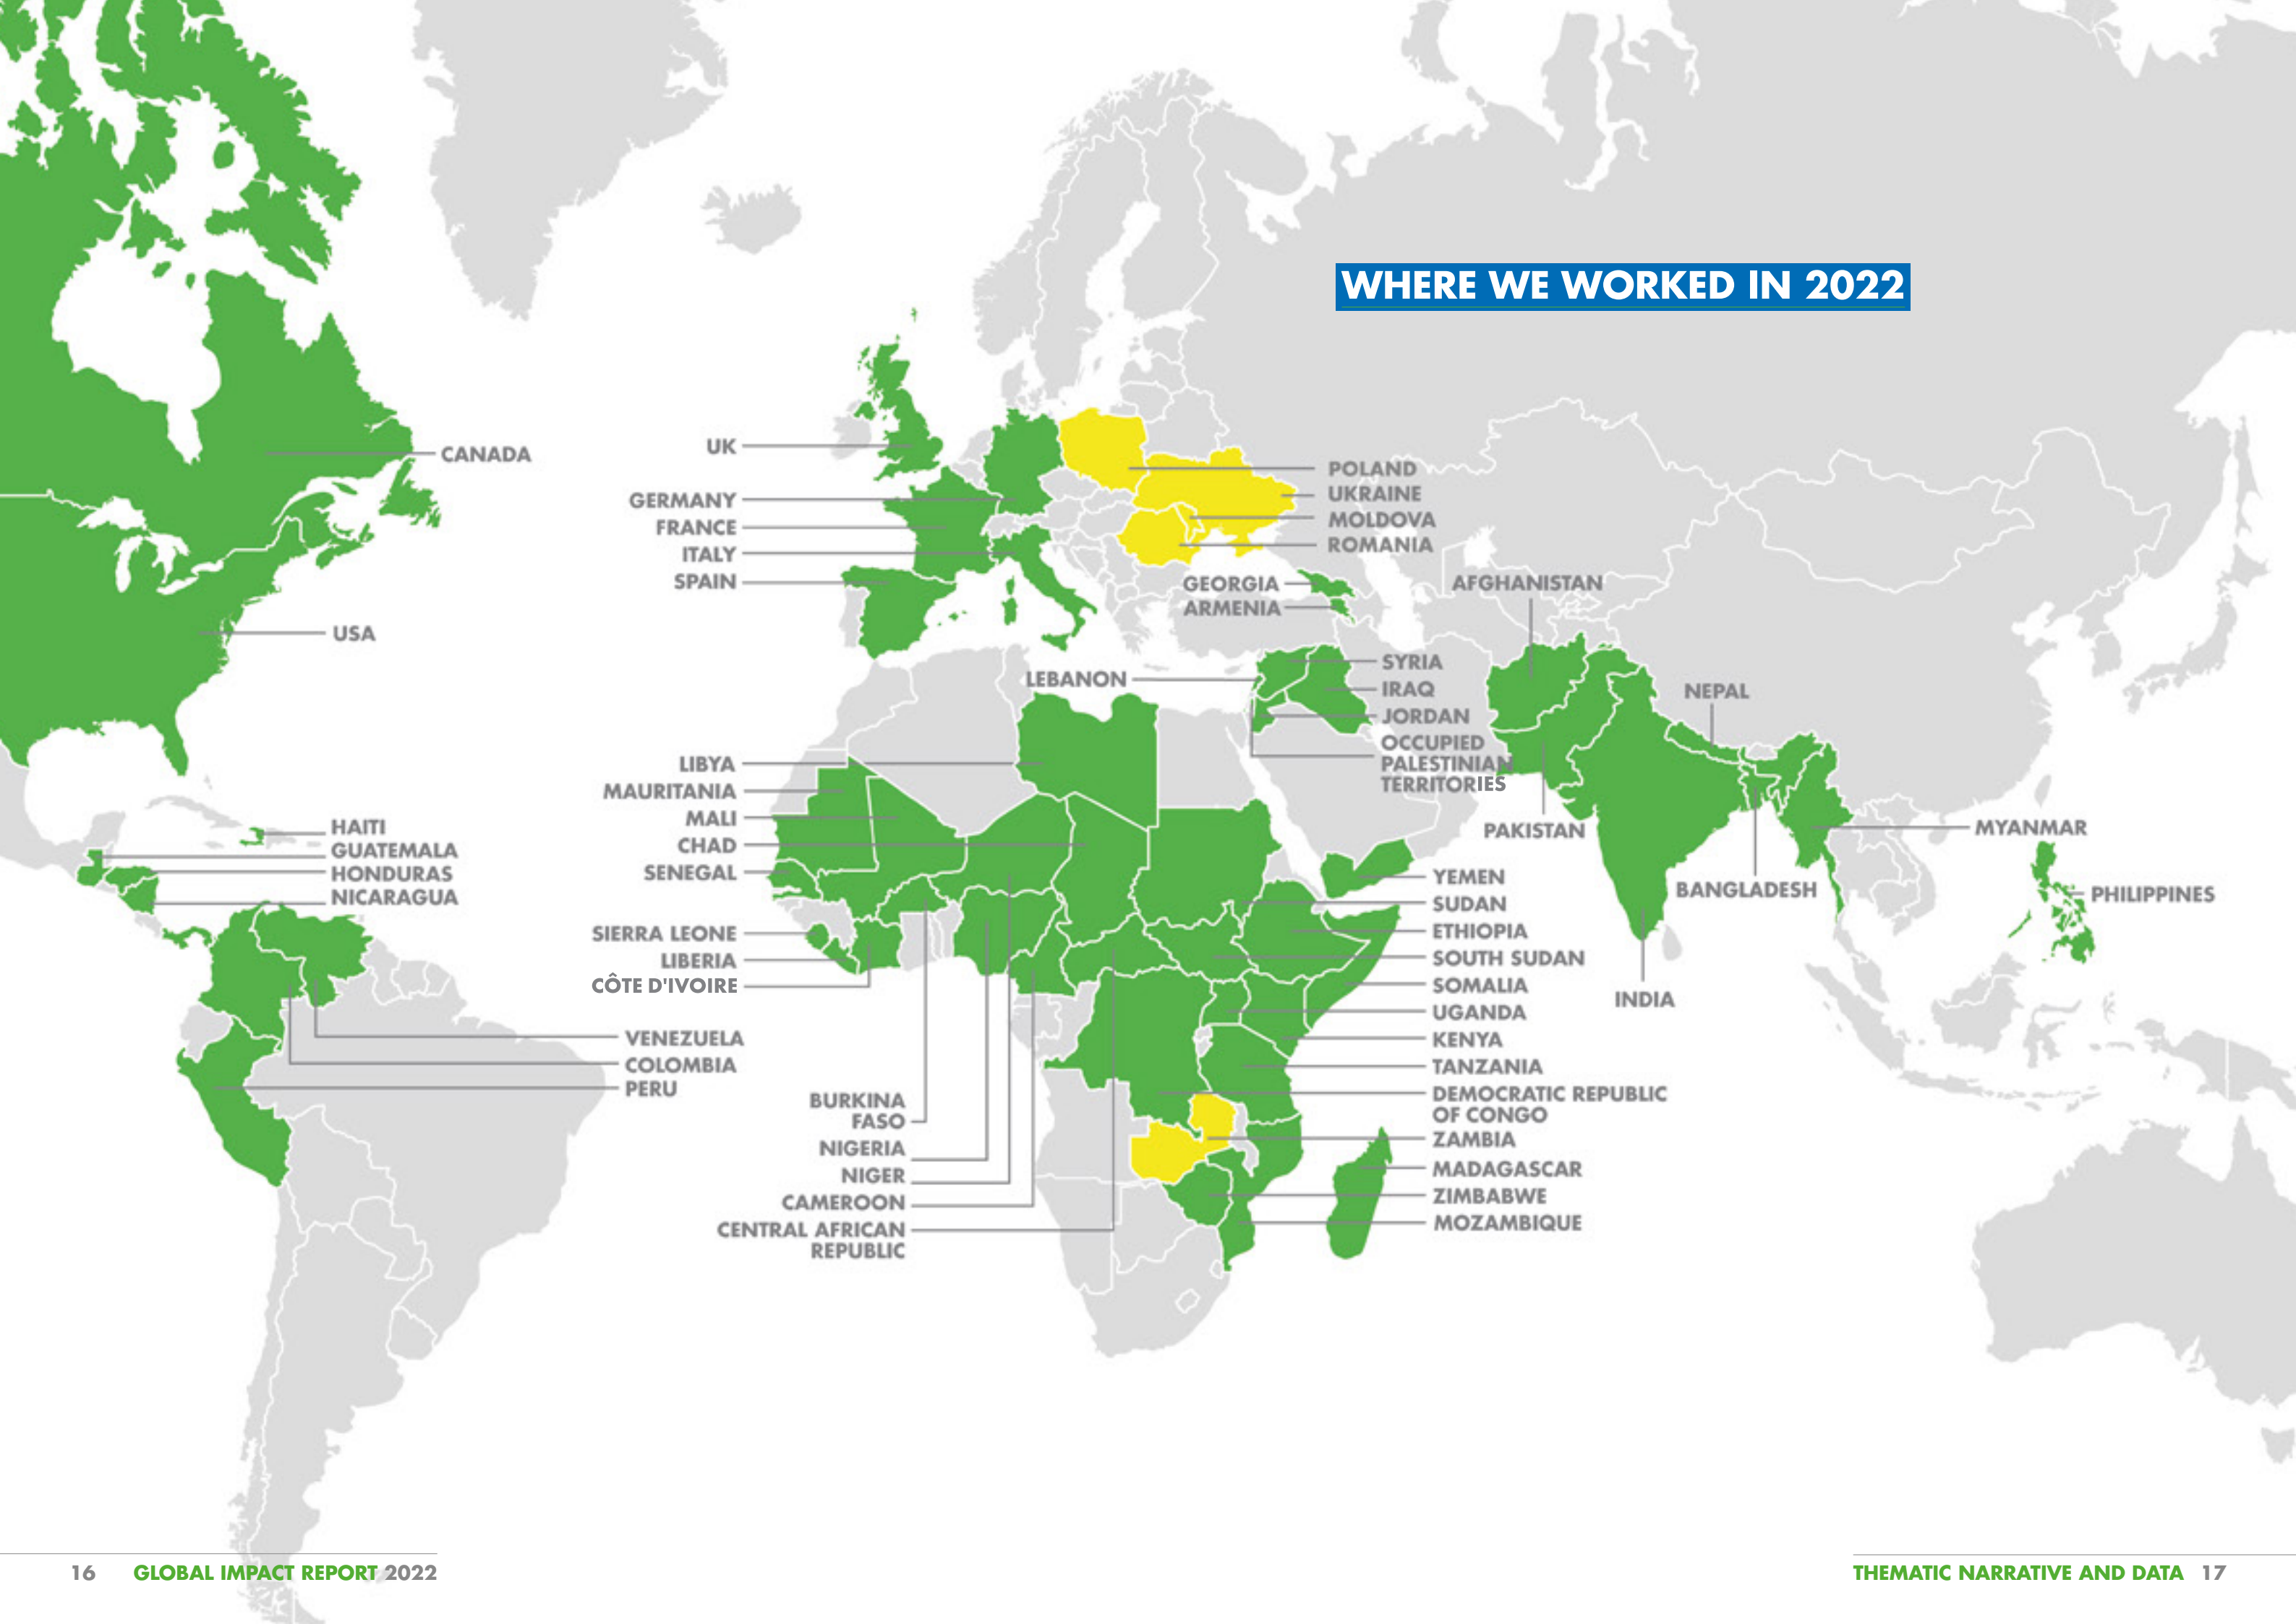 WHERE WE WORKED IN 2022
CANADA
USA
HAITI
GUATEMALA
HONDURAS
NICARAGUA
VENEZUELA
COLOMBIA
PERU
UK
GERMANY
FRANCE
ITALY
SPAIN
POLAND
UKRAINE
MOLDOVA
ROMANIA
GEORGIA
ARMENIA
AFGHANISTAN
LEBANON
SYRIA
IRAQ
JORDAN
OCCUPIED
PALESTINIAN
TERRITORIES
NEPAL
PAKISTAN
BANGLADESH
INDIA
MYANMAR
PHILIPPINES
LIBYA
MAURITANIA
MALI
CHAD
SENEGAL
SIERRA LEONE
LIBERIA
CÔTE D'IVOIRE
BURKINA
FASO
NIGERIA
NIGER
CAMEROON
CENTRAL AFRICAN
REPUBLIC
YEMEN
SUDAN
ETHIOPIA
SOUTH SUDAN
SOMALIA
UGANDA
KENYA
TANZANIA
DEMOCRATIC REPUBLIC
OF CONGO
ZAMBIA
MADAGASCAR
ZIMBABWE
MOZAMBIQUE
16 GLOBAL IMPACT REPORT 2022
THEMATIC NARRATIVE AND DATA 17